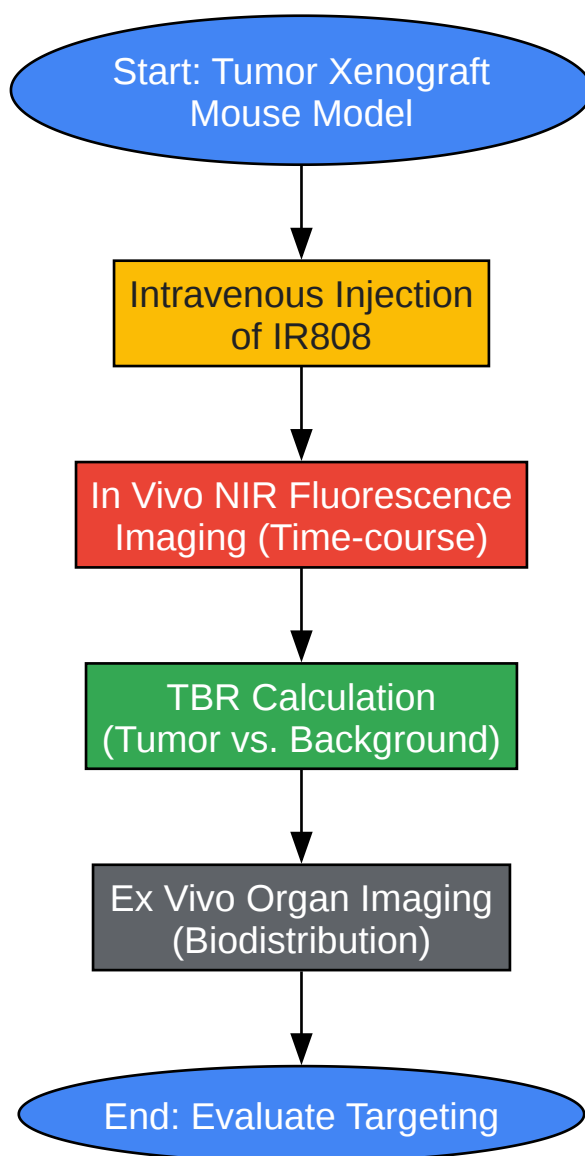 Start: Tumor Xenograft
Mouse Model
Intravenous Injection
of IR808
In Vivo NIR Fluorescence
Imaging (Time-course)
TBR Calculation
(Tumor vs. Background)
Ex Vivo Organ Imaging
(Biodistribution)
End: Evaluate Targeting